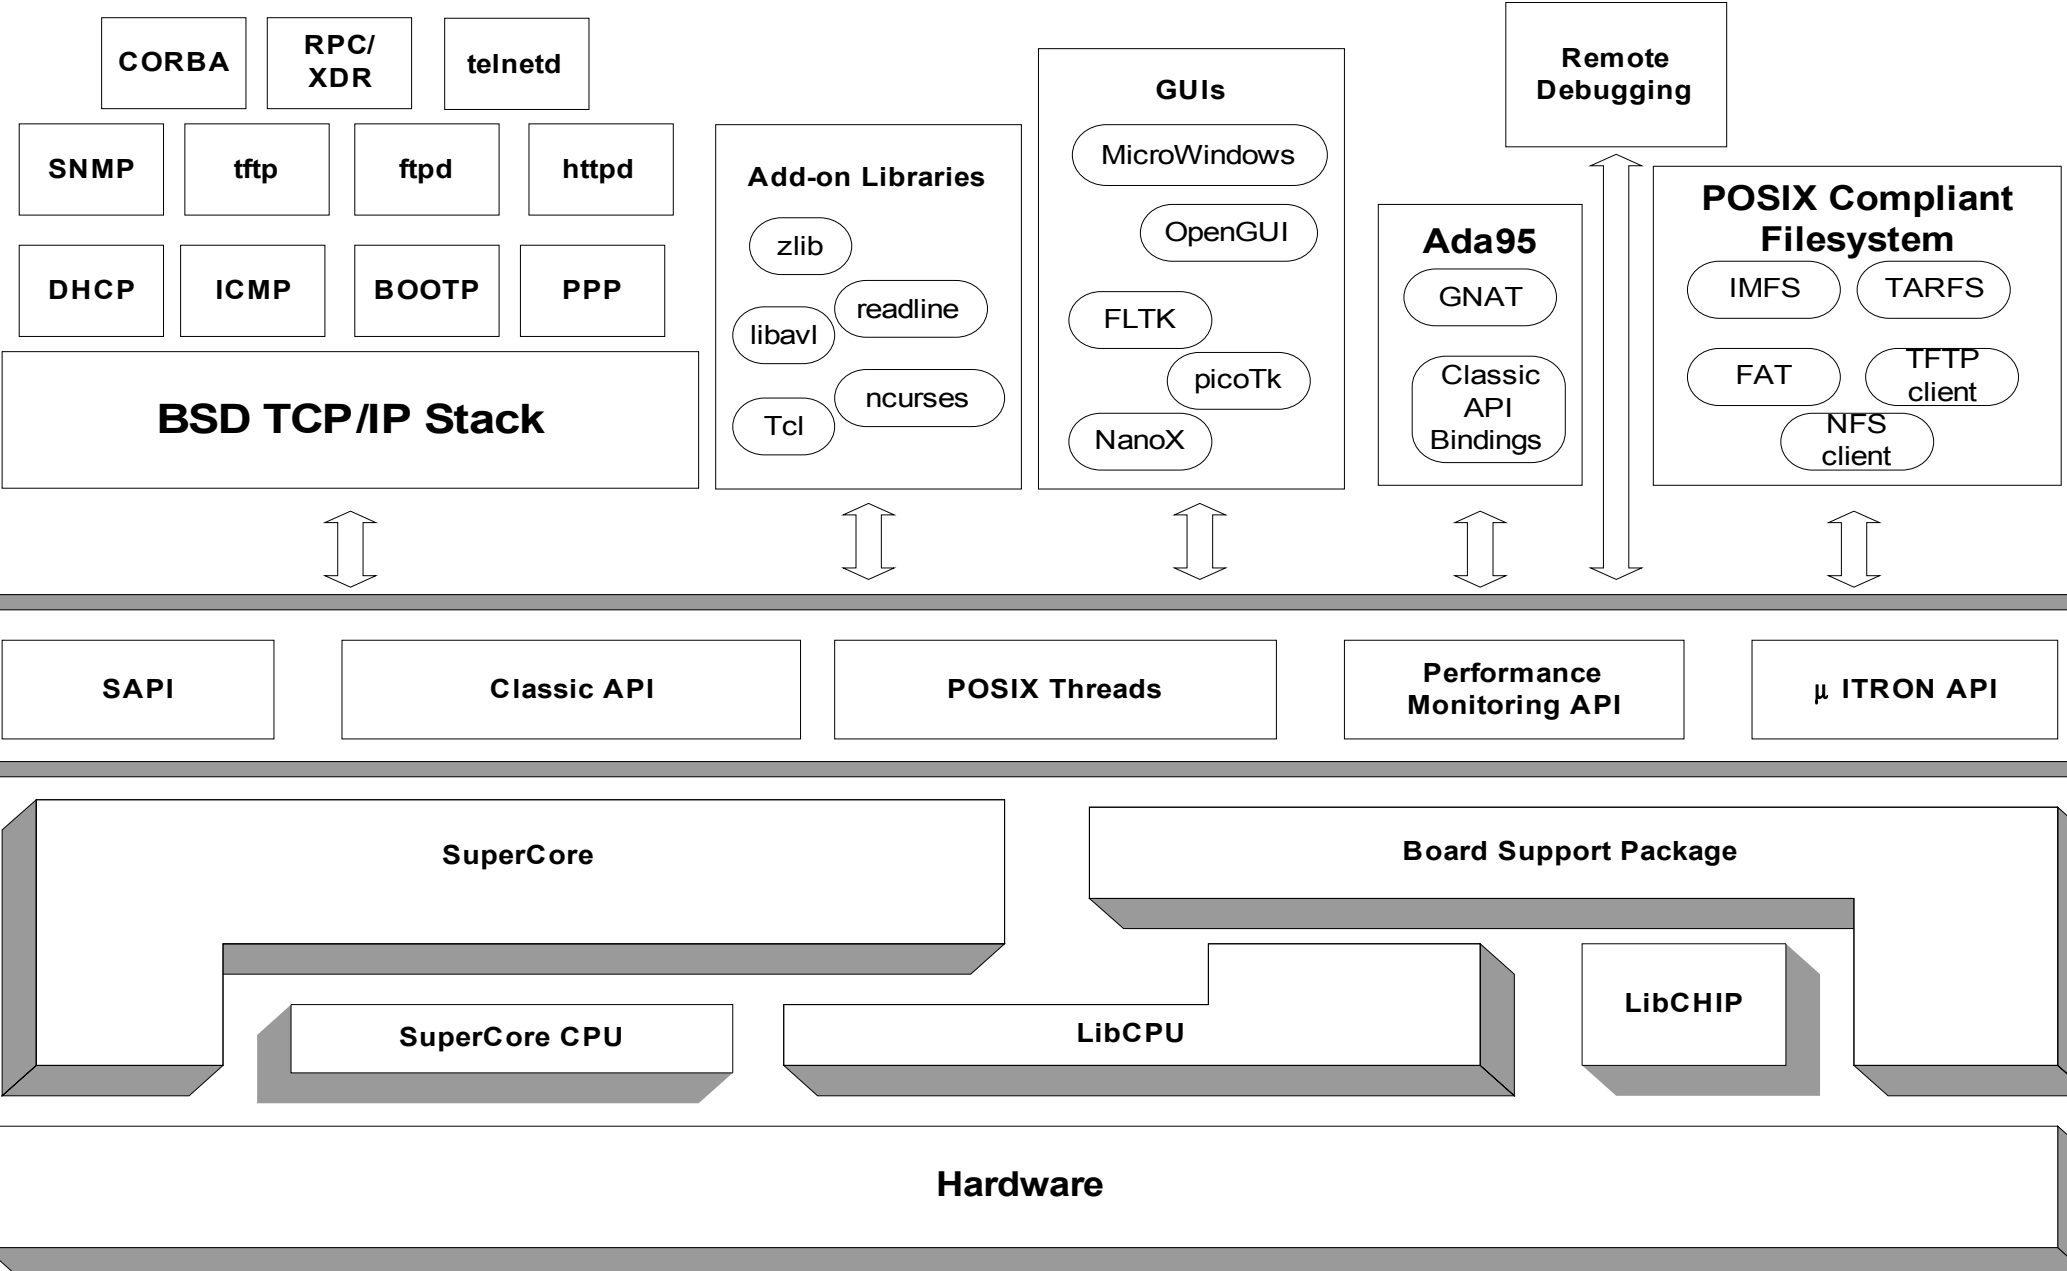 CORBA
RPC/
XDR
telnetd
SNMP
tftp
ftpd
httpd
DHCP
ICMP
BOOTP
PPP
BSD TCP/IP Stack
Add-on Libraries
zlib
readline
libavl
ncurses
Tcl
GUIs
MicroWindows
OpenGUI
FLTK
picoTk
NanoX
Ada95
GNAT
Classic
API
Bindings
Remote
Debugging
POSIX Compliant
Filesystem
IMFS
TARFS
FAT
TFTP
client
NFS
client
SAPI
Classic API
POSIX Threads
Performance
Monitoring API
μ ITRON API
SuperCore
Board Support Package
SuperCore CPU
LibCPU
LibCHIP
Hardware